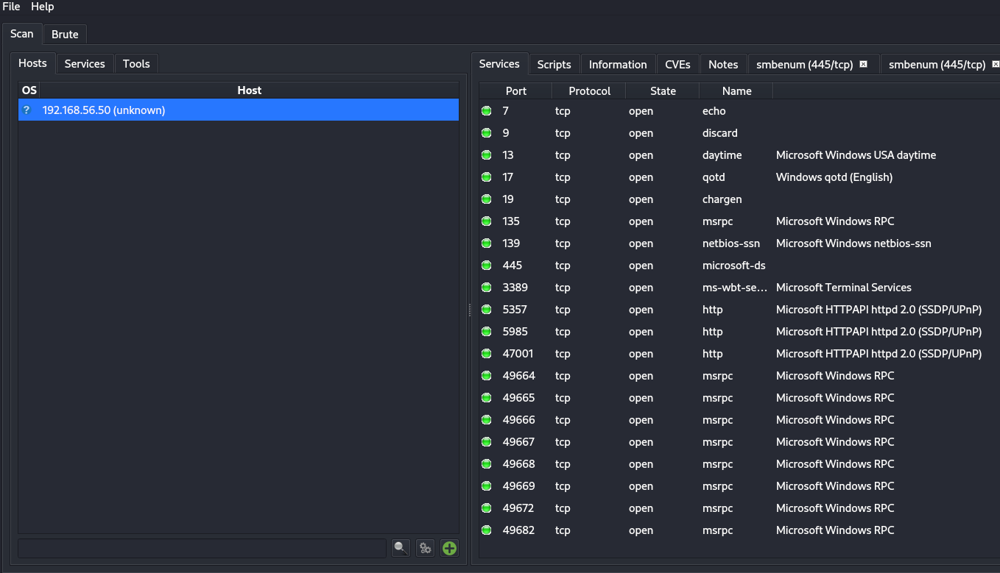 File Help
Scan Brute
Hosts Services Tools
OS Host
? 192.168.56.50 (unknown)
Services Scripts Information CVEs Notes smbenum (445/tcp) smbenum (445/tcp)
Port Protocol State Name
7 tcp open echo
9 tcp open discard
13 tcp open daytime Microsoft Windows USA daytime
17 tcp open qotd Windows qotd (English)
19 tcp open chargen
135 tcp open msrpc Microsoft Windows RPC
139 tcp open netbios-ssn Microsoft Windows netbios-ssn
445 tcp open microsoft-ds
3389 tcp open ms-wbt-se... Microsoft Terminal Services
5357 tcp open http Microsoft HTTPAPI httpd 2.0 (SSDP/UPnP)
5985 tcp open http Microsoft HTTPAPI httpd 2.0 (SSDP/UPnP)
47001 tcp open http Microsoft HTTPAPI httpd 2.0 (SSDP/UPnP)
49664 tcp open msrpc Microsoft Windows RPC
49665 tcp open msrpc Microsoft Windows RPC
49666 tcp open msrpc Microsoft Windows RPC
49667 tcp open msrpc Microsoft Windows RPC
49668 tcp open msrpc Microsoft Windows RPC
49669 tcp open msrpc Microsoft Windows RPC
49672 tcp open msrpc Microsoft Windows RPC
49682 tcp open msrpc Microsoft Windows RPC